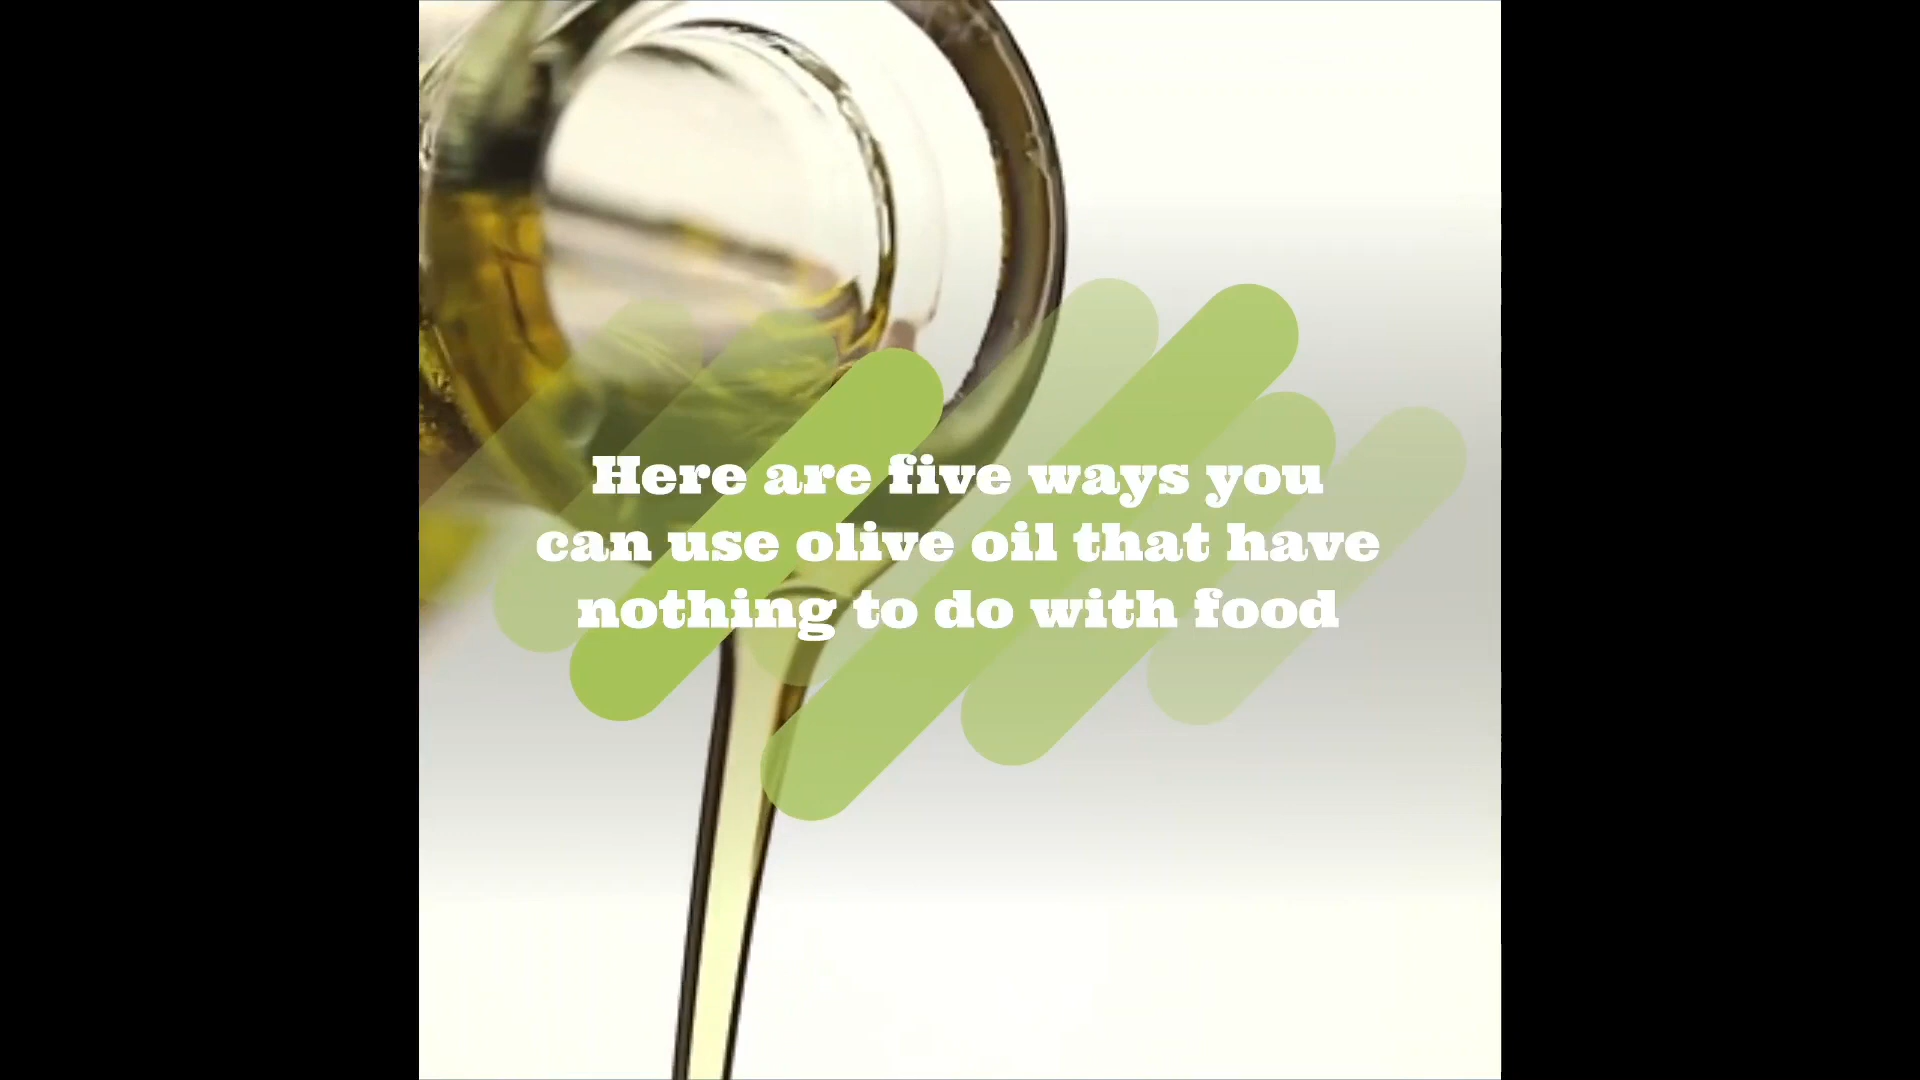 Here are five ways you
can use olive oil that have
nothing to do with food